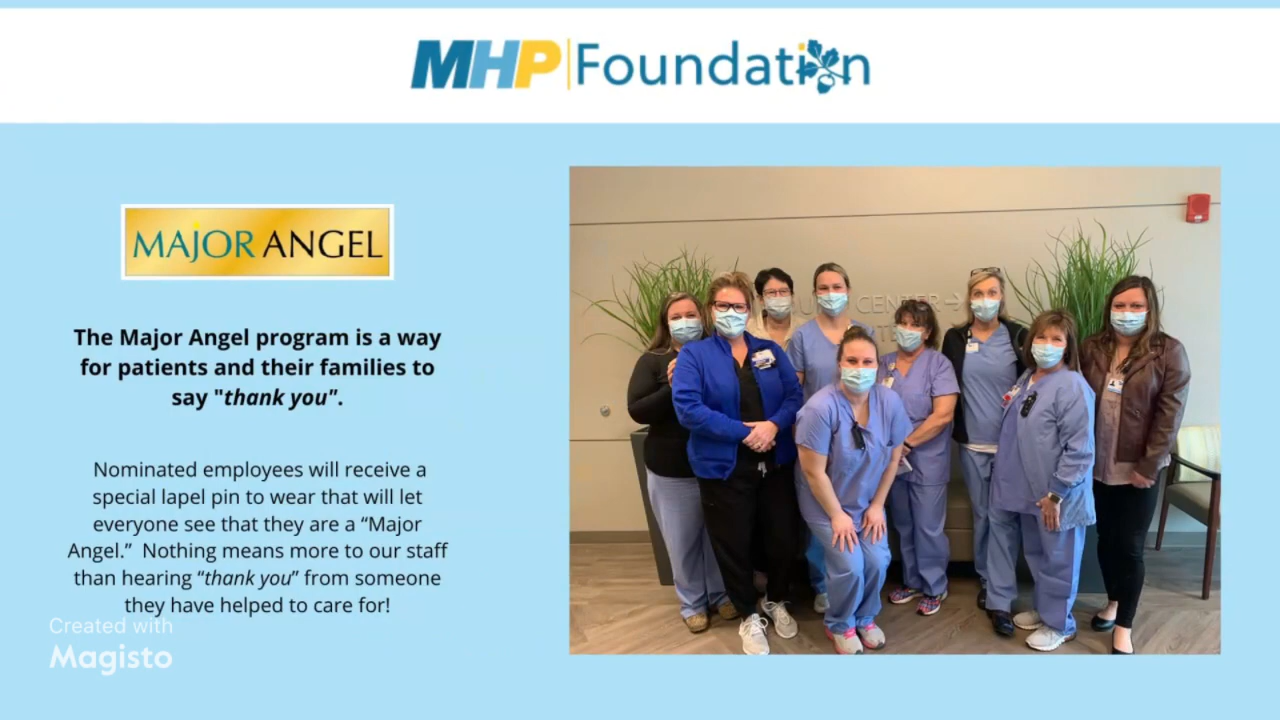 MHP Foundation
MAJOR ANGEL
The Major Angel program is a way
for patients and their families to
say "thank you".
Nominated employees will receive a
special lapel pin to wear that will let
everyone see that they are a “Major
Angel.” Nothing means more to our staff
than hearing “thank you” from someone
they have helped to care for!
Created with
Magisto
CENTER →